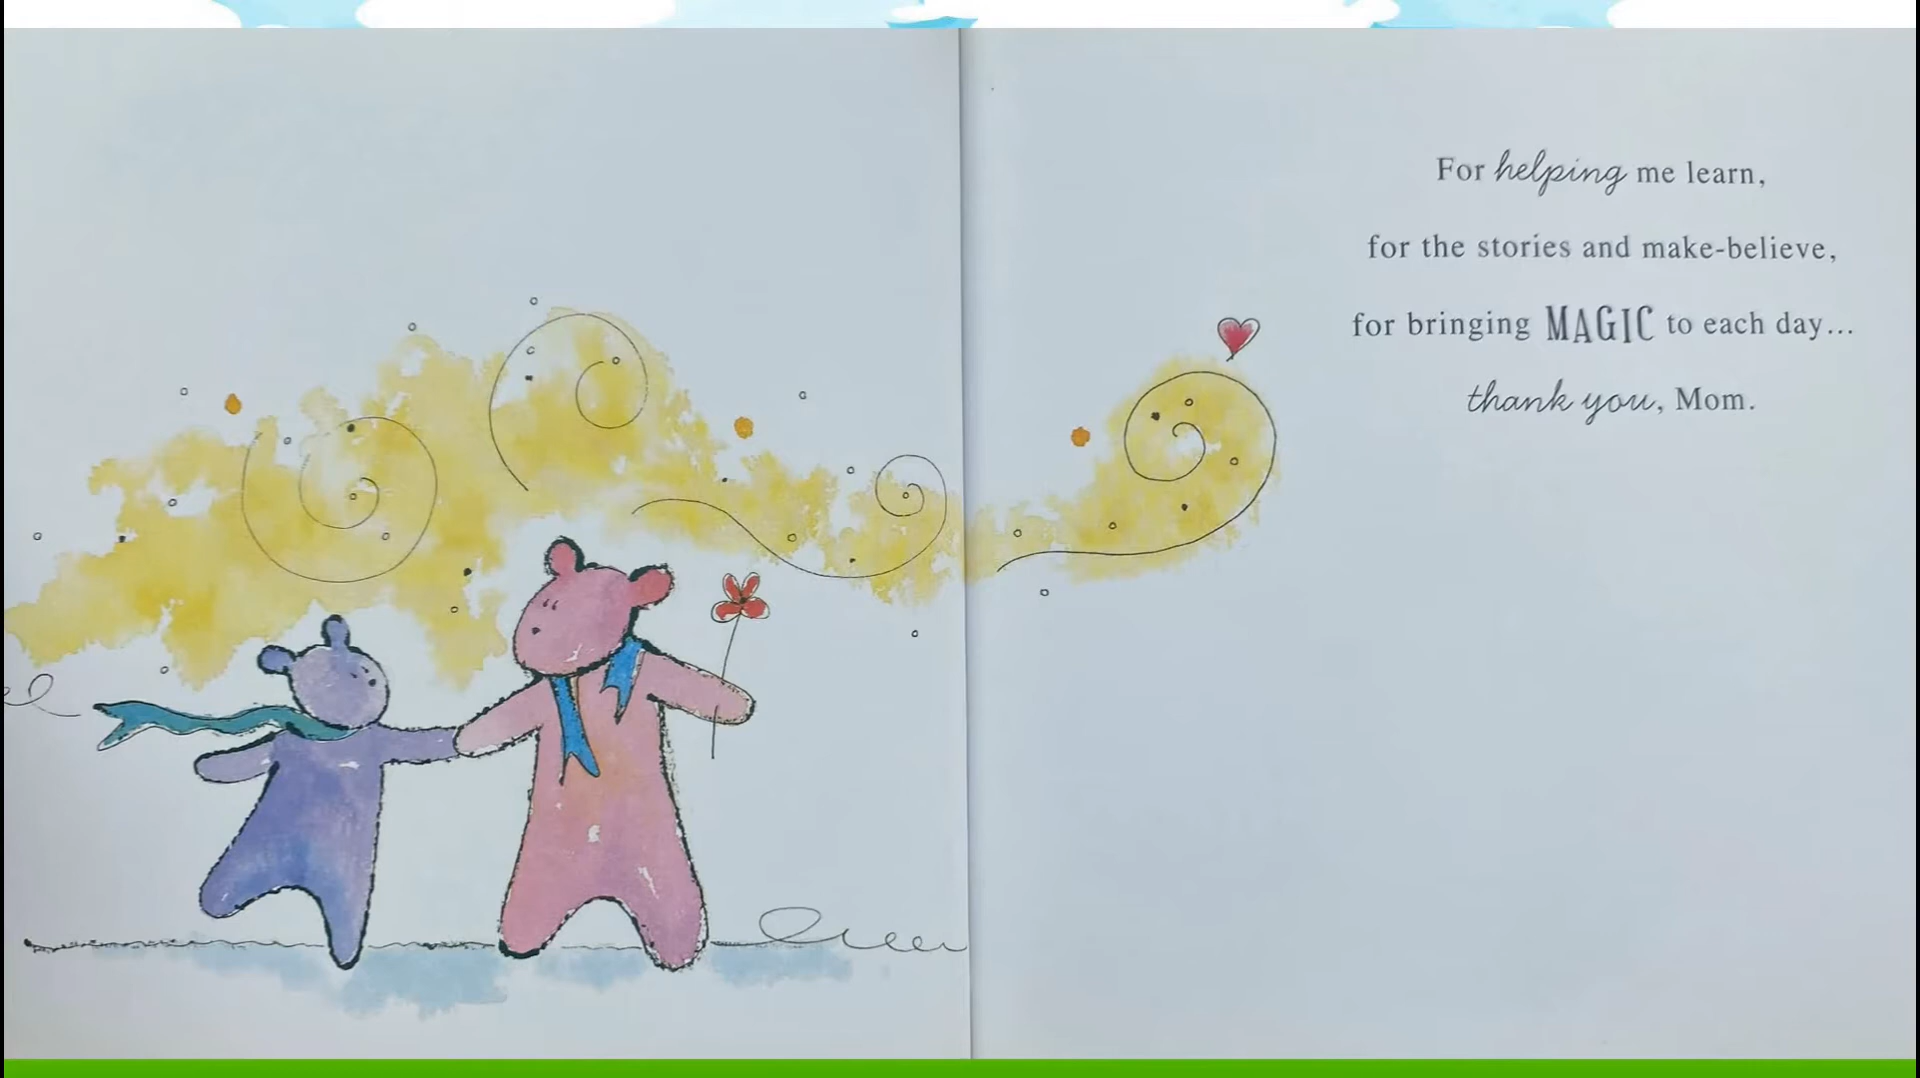 For helping me learn,
for the stories and make-believe,
for bringing MAGIC to each day...
thank you, Mom.